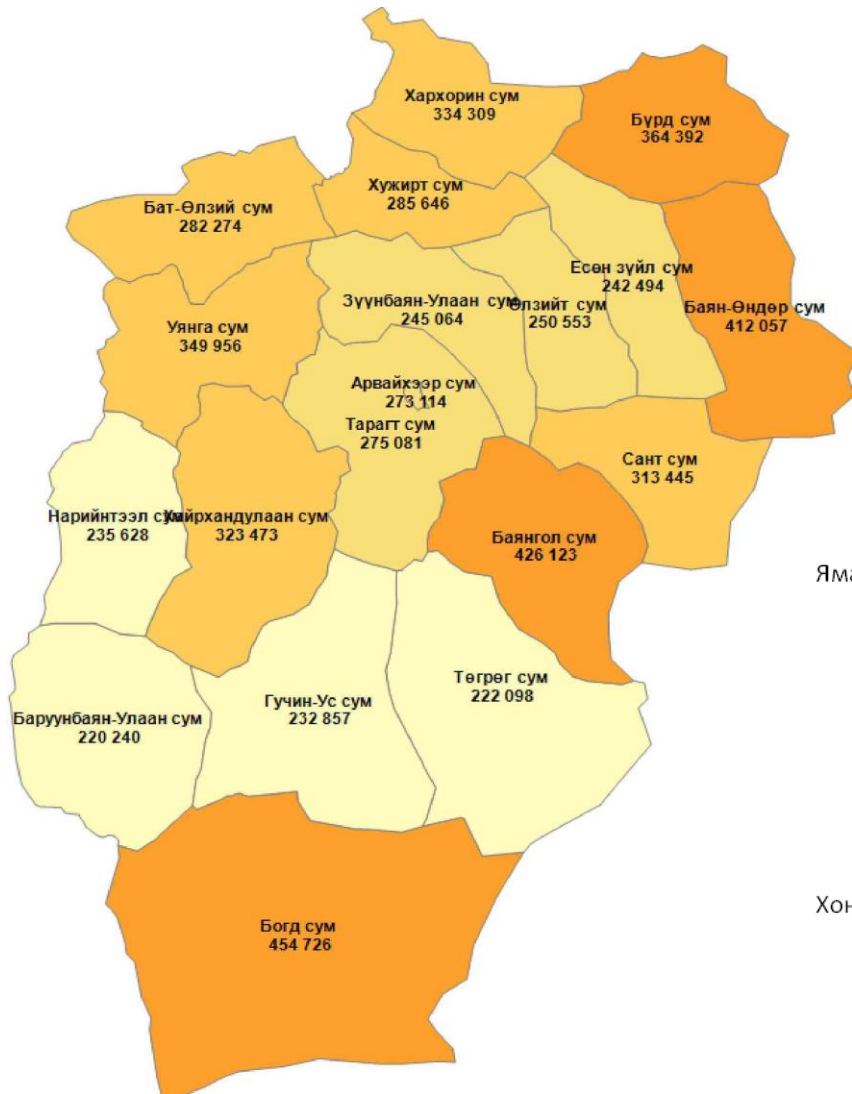 Хархорин сум
334 309
Бүрд сум
364 392
Хужирт сум
285 646
Бат-Өлзий сум
282 274
Есөн зүйл сум
242 494
Зүүнбаян-Улаан сум
245 064
Өлзийт сум
250 553
Баян-Өндөр сум
412 057
Уянга сум
349 956
Арвайхээр сум
273 114
Тарагт сум
275 081
Сант сум
313 445
Нарийнтээл сум
235 628
Хайрхандулаан сум
323 473
Баянгол сум
426 123
Яма
Төгрөг сум
222 098
Гучин-Ус сум
232 857
Баруунбаян-Улаан сум
220 240
Хон
Богд сум
454 726